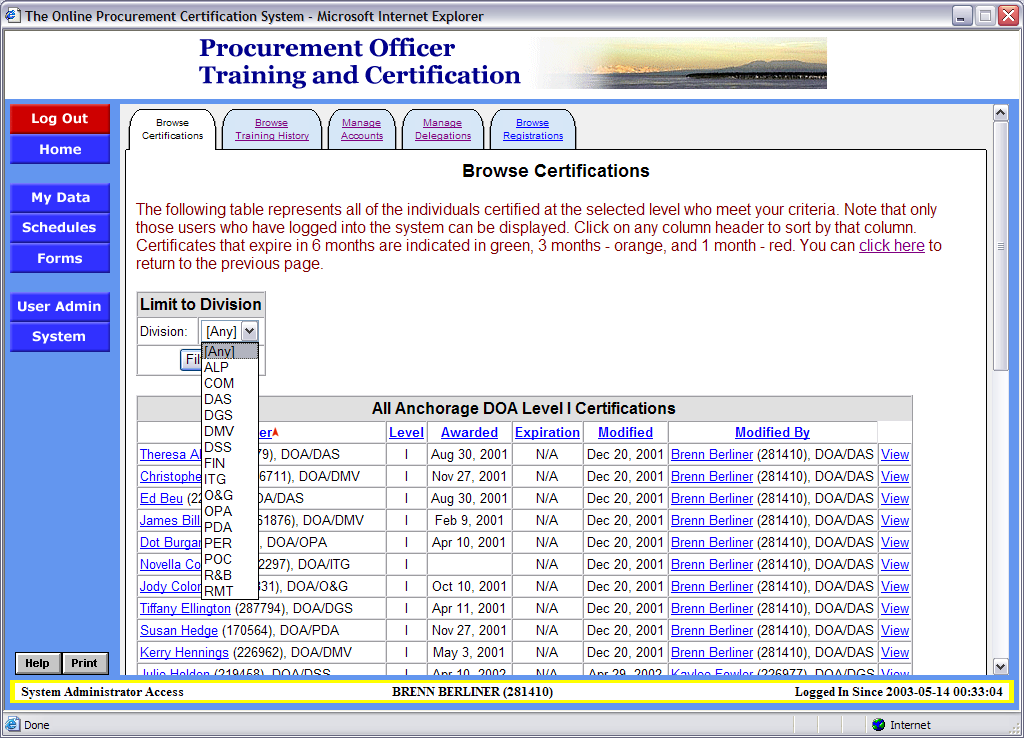 The Online Procurement Certification System - Microsoft Internet Explorer
Procurement Officer
Training and Certification
Log Out
Home
My Data
Schedules
Forms
User Admin
System
Help Print
Browse
Certifications
Browse
Training History
Manage
Accounts
Manage
Delegations
Browse
Registrations
Browse Certifications
The following table represents all of the individuals certified at the selected level who meet your criteria. Note that only
those users who have logged into the system can be displayed. Click on any column header to sort by that column.
Certificates that expire in 6 months are indicated in green, 3 months - orange, and 1 month - red. You can click here to
return to the previous page.
Limit to Division
Division: [Any]
[Any]
ALP
COM
DAS
DGS
DMV
DSS
FIN
ITG
O&G
OPA
PDA
PER
POC
R&B
RMT
All Anchorage DOA Level I Certifications
Level Awarded Expiration Modified Modified By
Theresa 79), DOA/DAS I Aug 30, 2001 N/A Dec 20, 2001 Brenn Berliner (281410), DOA/DAS View
Christophe 6711), DOA/DMV I Nov 27, 2001 N/A Dec 20, 2001 Brenn Berliner (281410), DOA/DAS View
Ed Beu (22 DOA/DAS I Aug 30, 2001 N/A Dec 20, 2001 Brenn Berliner (281410), DOA/DAS View
James Bill 61876), DOA/DMV I Feb 9, 2001 N/A Dec 20, 2001 Brenn Berliner (281410), DOA/DAS View
Dot Burga , DOA/OPA I Apr 10, 2001 N/A Dec 20, 2001 Brenn Berliner (281410), DOA/DAS View
Novella Co 2297), DOA/ITG I N/A Dec 20, 2001 Brenn Berliner (281410), DOA/DAS View
Jody Color 331), DOA/O&G I Oct 10, 2001 N/A Dec 20, 2001 Brenn Berliner (281410), DOA/DAS View
Tiffany Ellington (287794), DOA/DGS I Apr 11, 2001 N/A Dec 20, 2001 Brenn Berliner (281410), DOA/DAS View
Susan Hedge (170564), DOA/PDA I Nov 27, 2001 N/A Dec 20, 2001 Brenn Berliner (281410), DOA/DAS View
Kerry Hennings (226962), DOA/DMV I May 3, 2001 N/A Dec 20, 2001 Brenn Berliner (281410), DOA/DAS View
Julie Holden (219458), DOA/DSS I Apr 10, 2002 N/A Apr 29, 2002 Kaylee Fowler (226977), DOA/DGS View
System Administrator Access BRENN BERLINER (281410) Logged In Since 2003-05-14 00:33:04
Done Internet